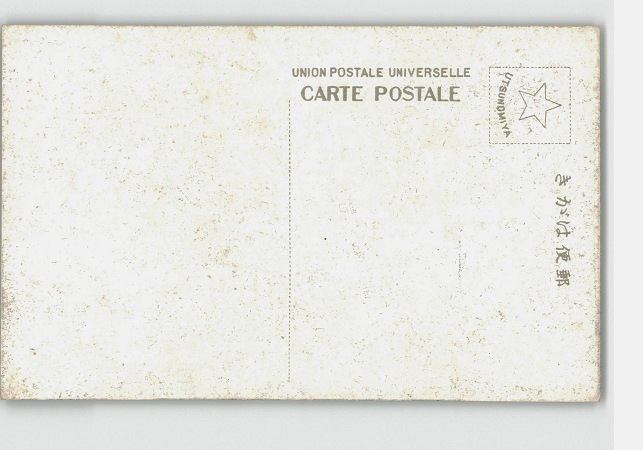 UNION POSTALE UNIVERSELLE
CARTE POSTALE
UTSUNOMIYA
きがは便郵